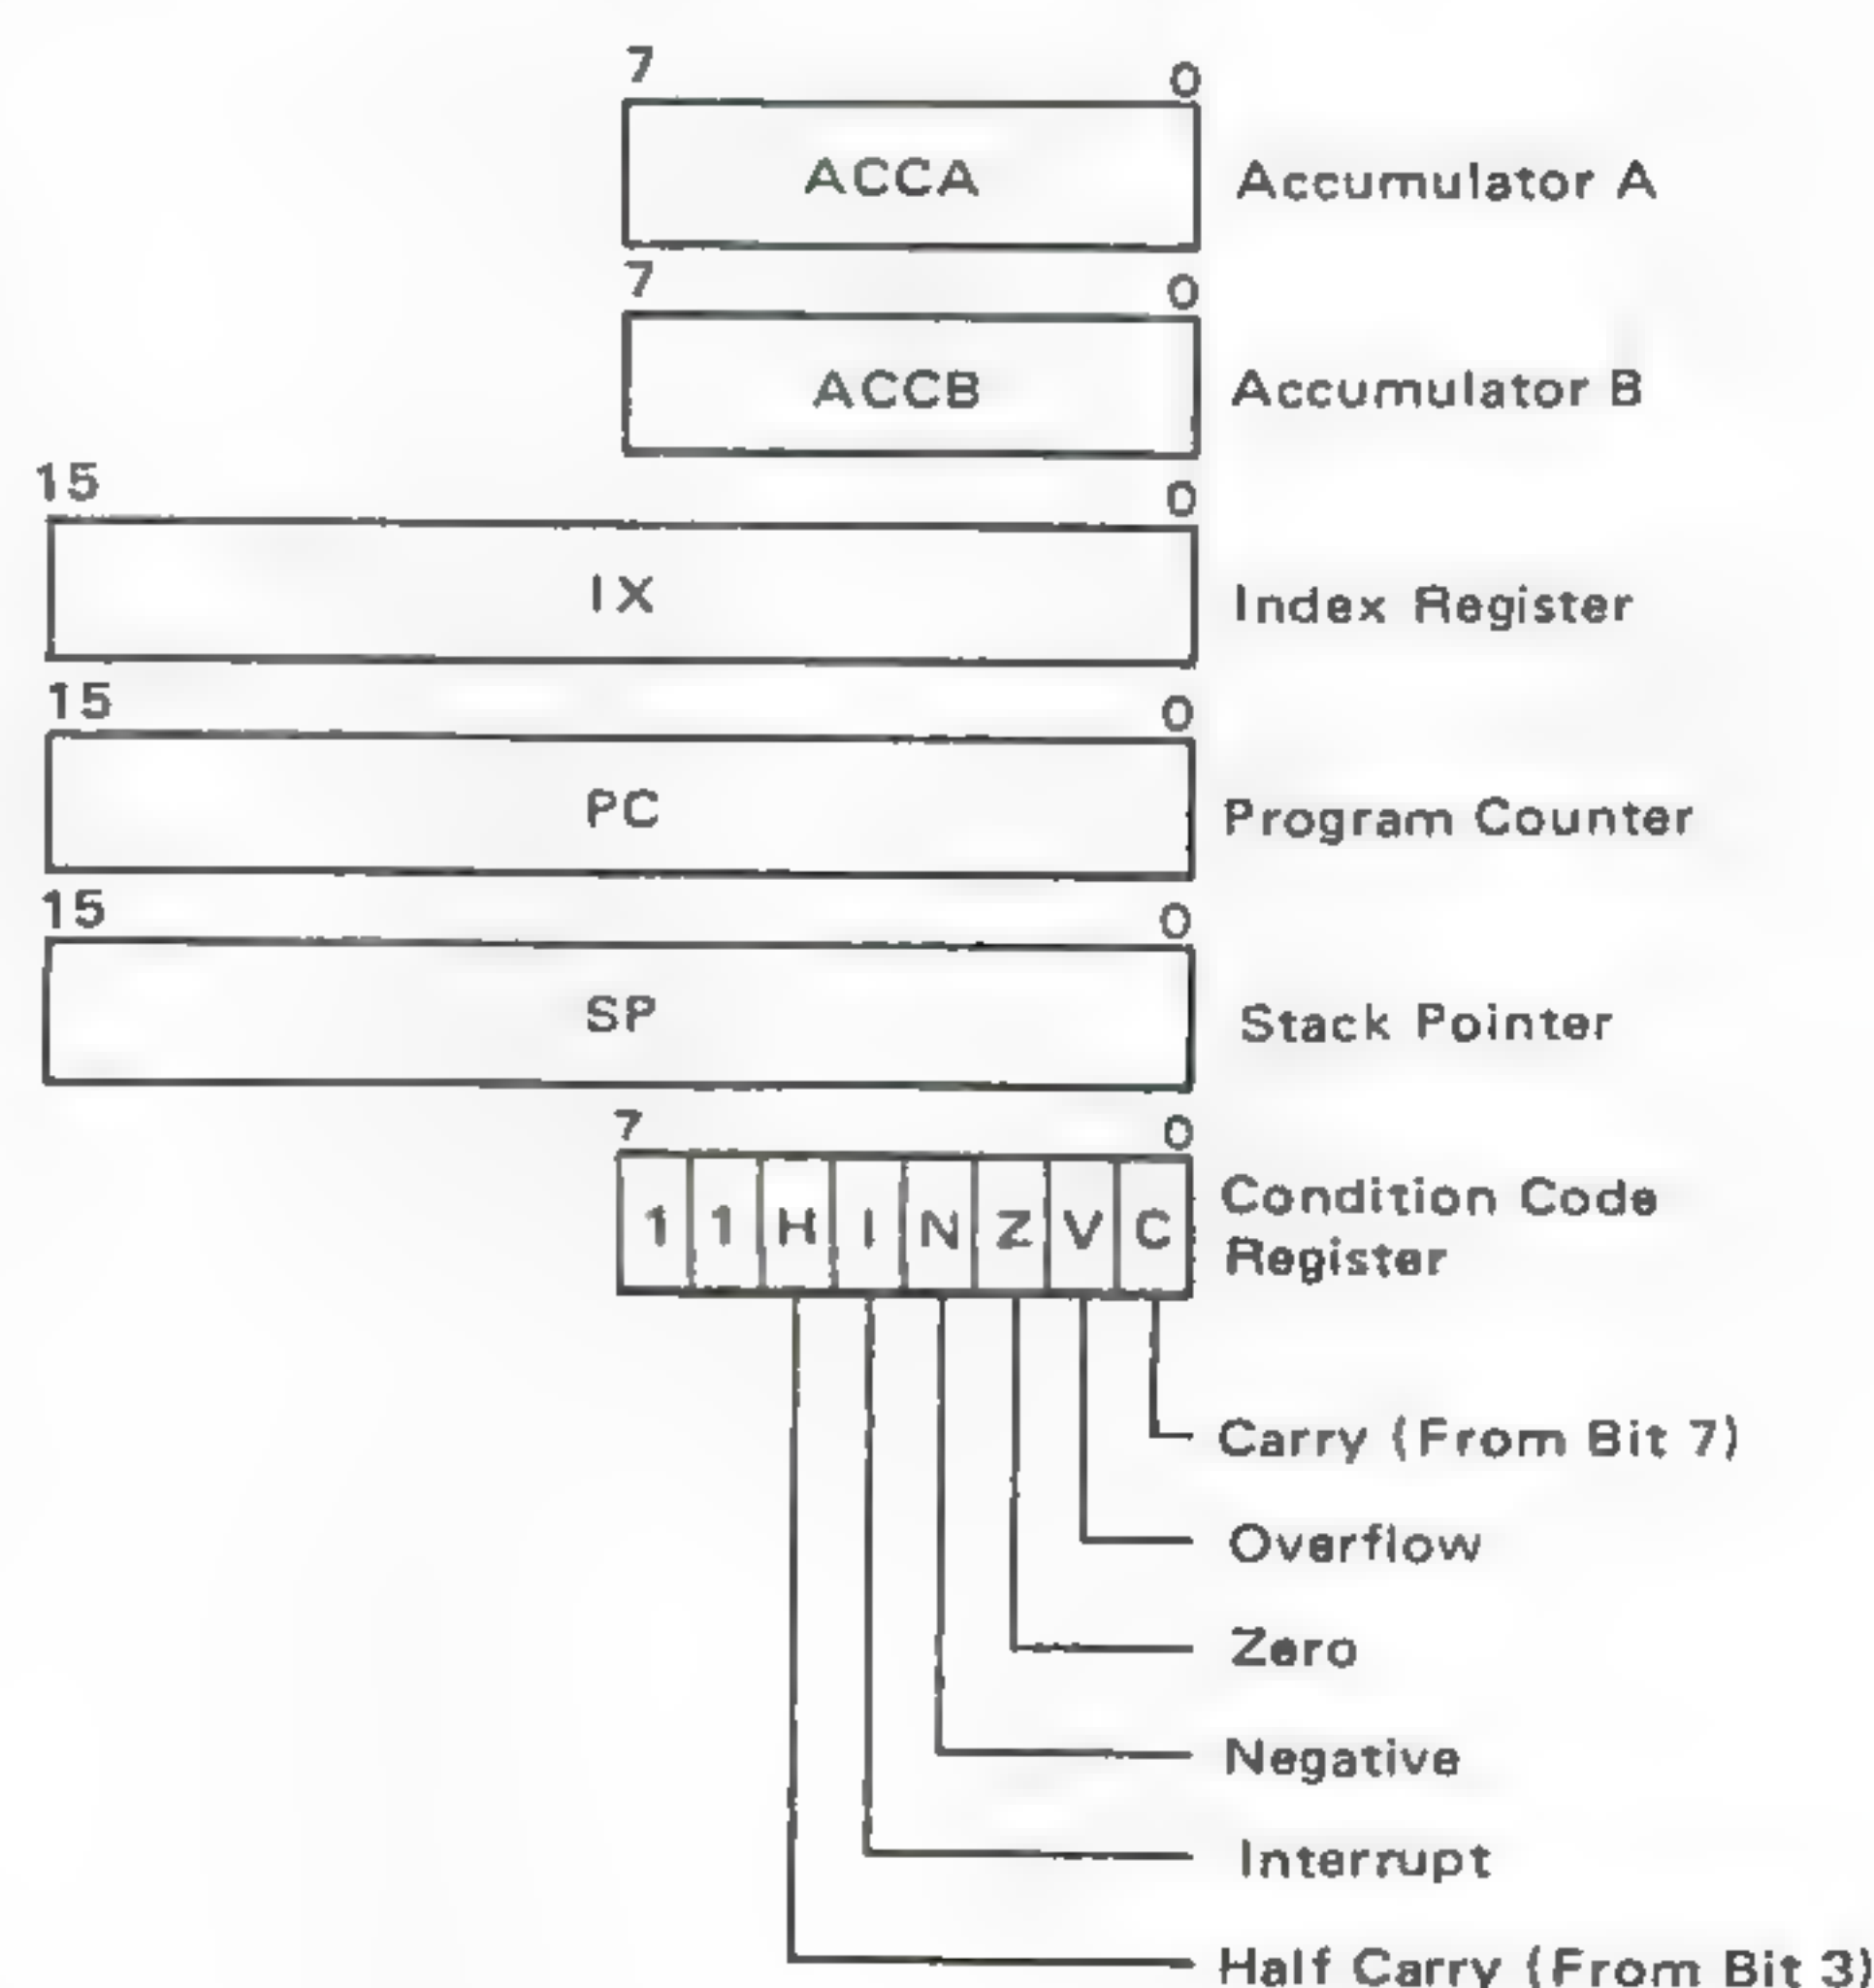 7 0
ACCA Accumulator A
7 0
ACCB Accumulator B
15 0
IX Index Register
15 0
PC Program Counter
15 0
SP Stack Pointer
7 0
1 1 H I N Z V C Condition Code
Register
Carry (From Bit 7)
Overflow
Zero
Negative
Interrupt
Half Carry (From Bit 3)